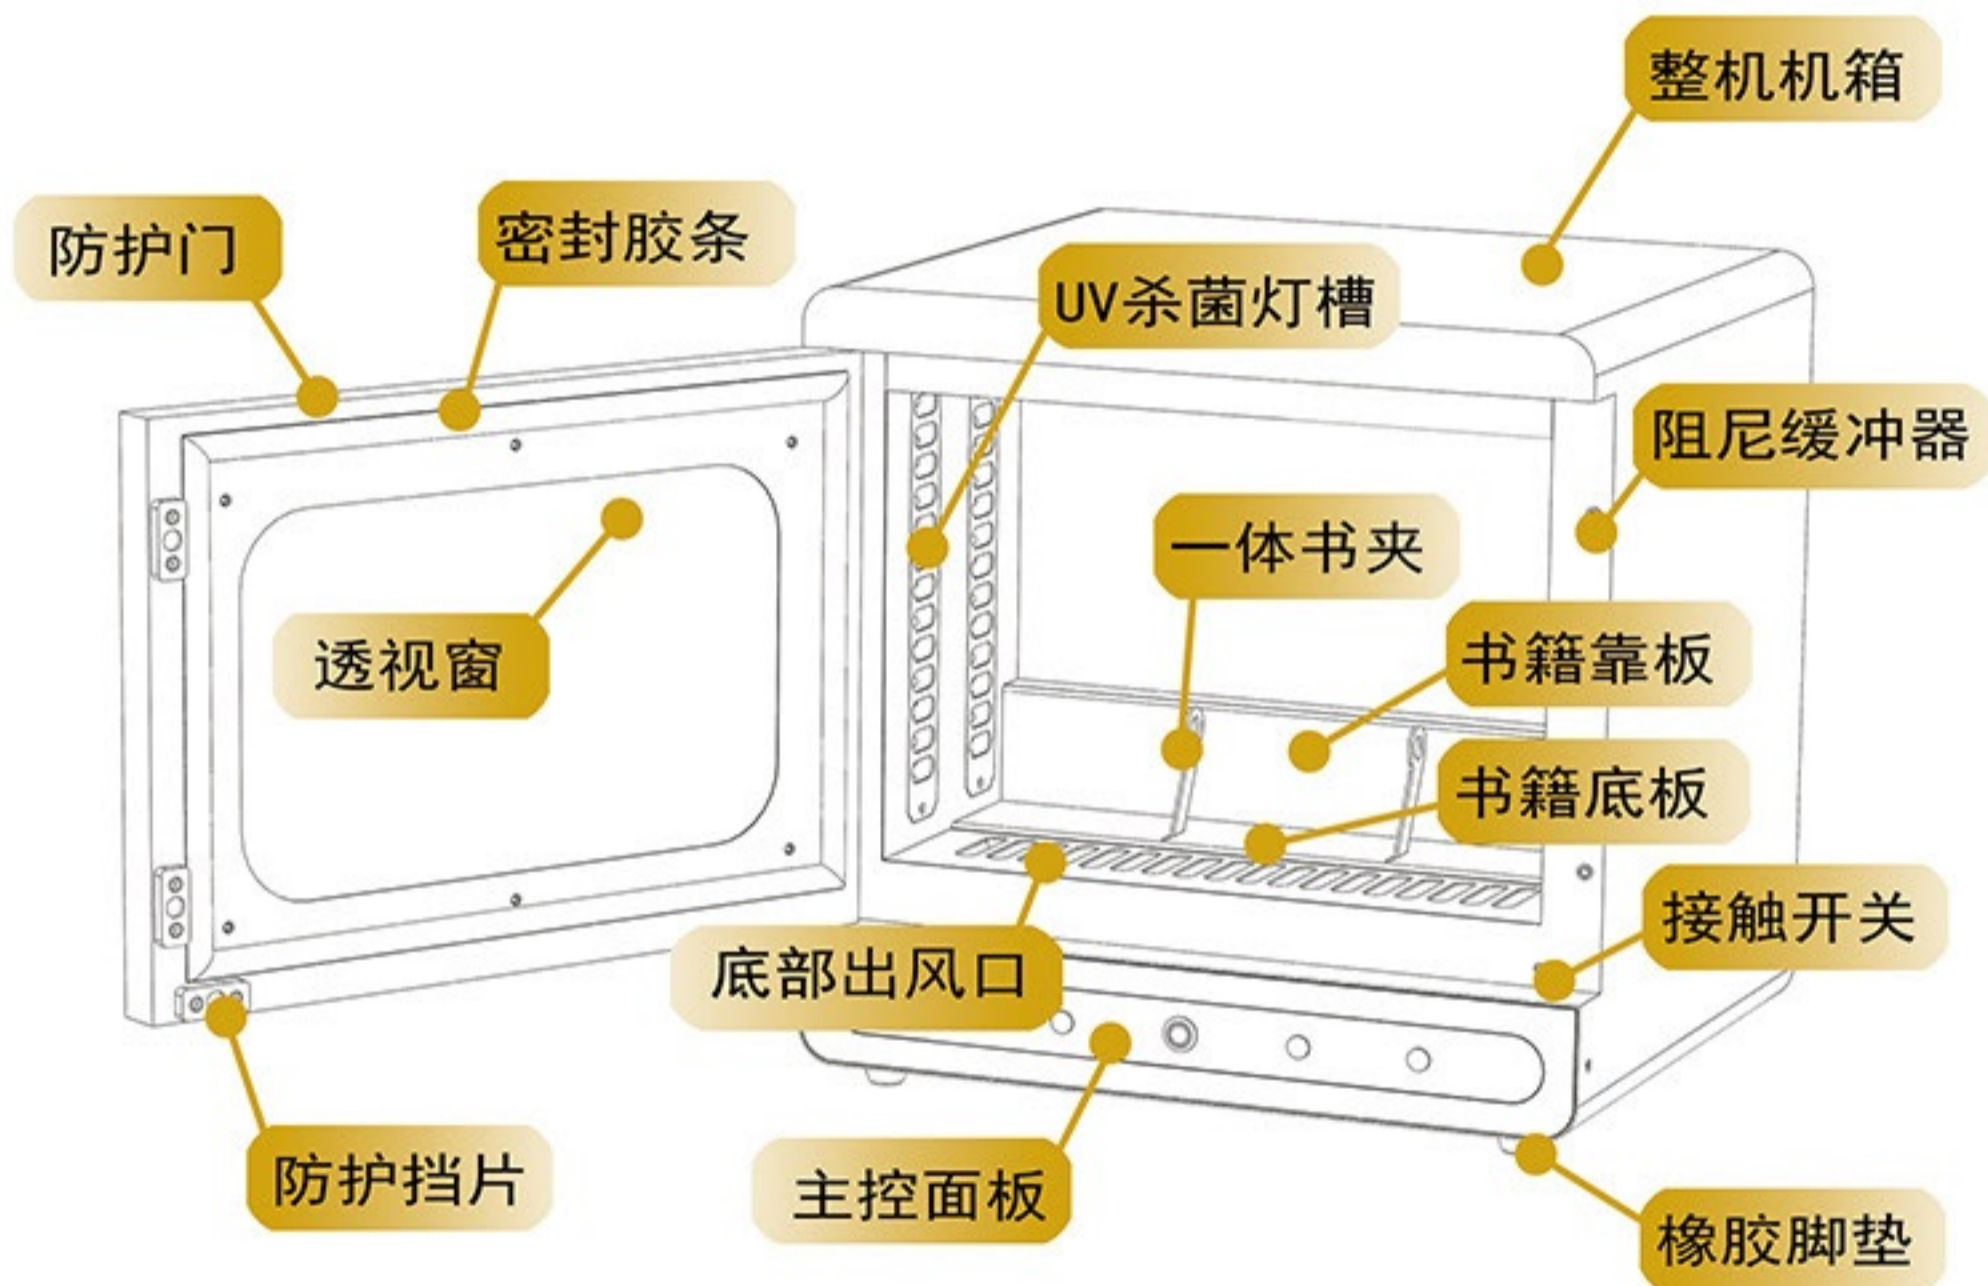 整机机箱
防护门
密封胶条
UV杀菌灯槽
阻尼缓冲器
一体书夹
透视窗
书籍靠板
书籍底板
接触开关
底部出风口
防护挡片
主控面板
橡胶脚垫